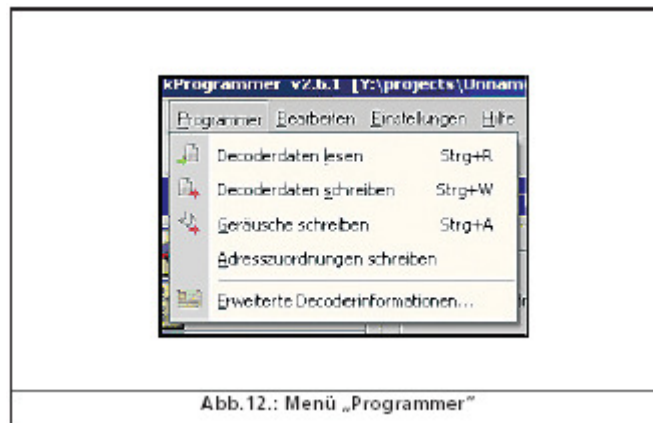 kProgrammer v2.6.1 [Y:\projects\Unnam
Programmer Bearbeiten Einstellungen Hilfe
Decoderdaten lesen Strg+R
Decoderdaten schreiben Strg+W
Geräusche schreiben Strg+A
Adresszuordnungen schreiben
Erweiterte Decoderinformationen...
Abb.12.: Menü „Programmer"